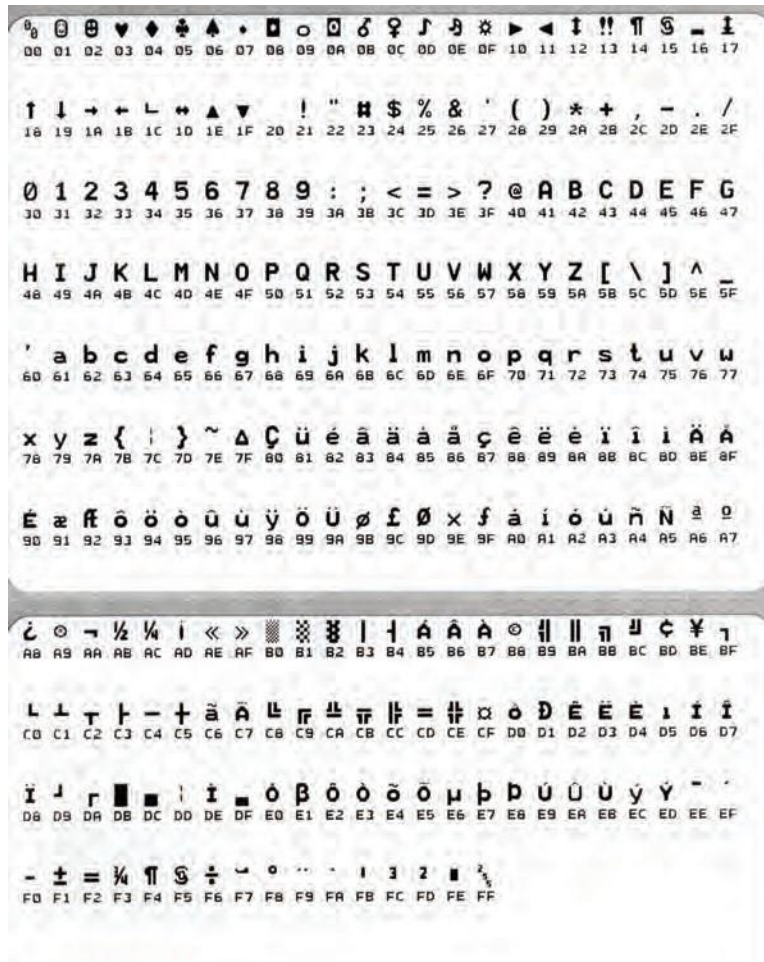 ⁰₀ ☺ ☻ ♥ ♦ ♣ ♠ • ◘ ○ ◙ ♂ ♀ ♪ ♫ ☼ ► ◄ ↕ ‼ ¶ § ▬ ↨
00 01 02 03 04 05 06 07 08 09 0A 0B 0C 0D 0E 0F 10 11 12 13 14 15 16 17
↑ ↓ → ← ∟ ↔ ▲ ▼ ! " # $ % & ' ( ) * + , - . /
18 19 1A 1B 1C 1D 1E 1F 20 21 22 23 24 25 26 27 28 29 2A 2B 2C 2D 2E 2F
0 1 2 3 4 5 6 7 8 9 : ; < = > ? @ A B C D E F G
30 31 32 33 34 35 36 37 38 39 3A 3B 3C 3D 3E 3F 40 41 42 43 44 45 46 47
H I J K L M N O P Q R S T U V W X Y Z [ \ ] ^ _
48 49 4A 4B 4C 4D 4E 4F 50 51 52 53 54 55 56 57 58 59 5A 5B 5C 5D 5E 5F
' a b c d e f g h i j k l m n o p q r s t u v w
60 61 62 63 64 65 66 67 68 69 6A 6B 6C 6D 6E 6F 70 71 72 73 74 75 76 77
x y z { ¦ } ~ Δ Ç ü é â ä à å ç ê ë è ï î ì Ä Å
78 79 7A 7B 7C 7D 7E 7F 80 81 82 83 84 85 86 87 88 89 8A 8B 8C 8D 8E 8F
É æ Æ ô ö ò û ù ÿ Ö Ü ø £ Ø × ƒ á í ó ú ñ Ñ ª º
90 91 92 93 94 95 96 97 98 99 9A 9B 9C 9D 9E 9F A0 A1 A2 A3 A4 A5 A6 A7
¿ ® ¬ ½ ¼ ¡ « » ░ ▒ ▓ │ ┤ Á Â À © ╣ ║ ╗ ╝ ¢ ¥ ┐
A8 A9 AA AB AC AD AE AF B0 B1 B2 B3 B4 B5 B6 B7 B8 B9 BA BB BC BD BE BF
└ ┴ ┬ ├ ─ ┼ ã Ã ╚ ╔ ╩ ╦ ╠ ═ ╬ ¤ ð Ð Ê Ë È ı Í Î
C0 C1 C2 C3 C4 C5 C6 C7 C8 C9 CA CB CC CD CE CF D0 D1 D2 D3 D4 D5 D6 D7
Ï ┘ ┌ █ ▄ ¦ Ì ▄ Ó β Ô Ò õ Õ µ þ Þ Ú Û Ù ý Ý ¯ ´
D8 D9 DA DB DC DD DE DF E0 E1 E2 E3 E4 E5 E6 E7 E8 E9 EA EB EC ED EE EF
- ± = ¾ ¶ § ÷ ¸ ° ¨ · ¹ ³ ² ■ ²₅₅
F0 F1 F2 F3 F4 F5 F6 F7 F8 F9 FA FB FC FD FE FF